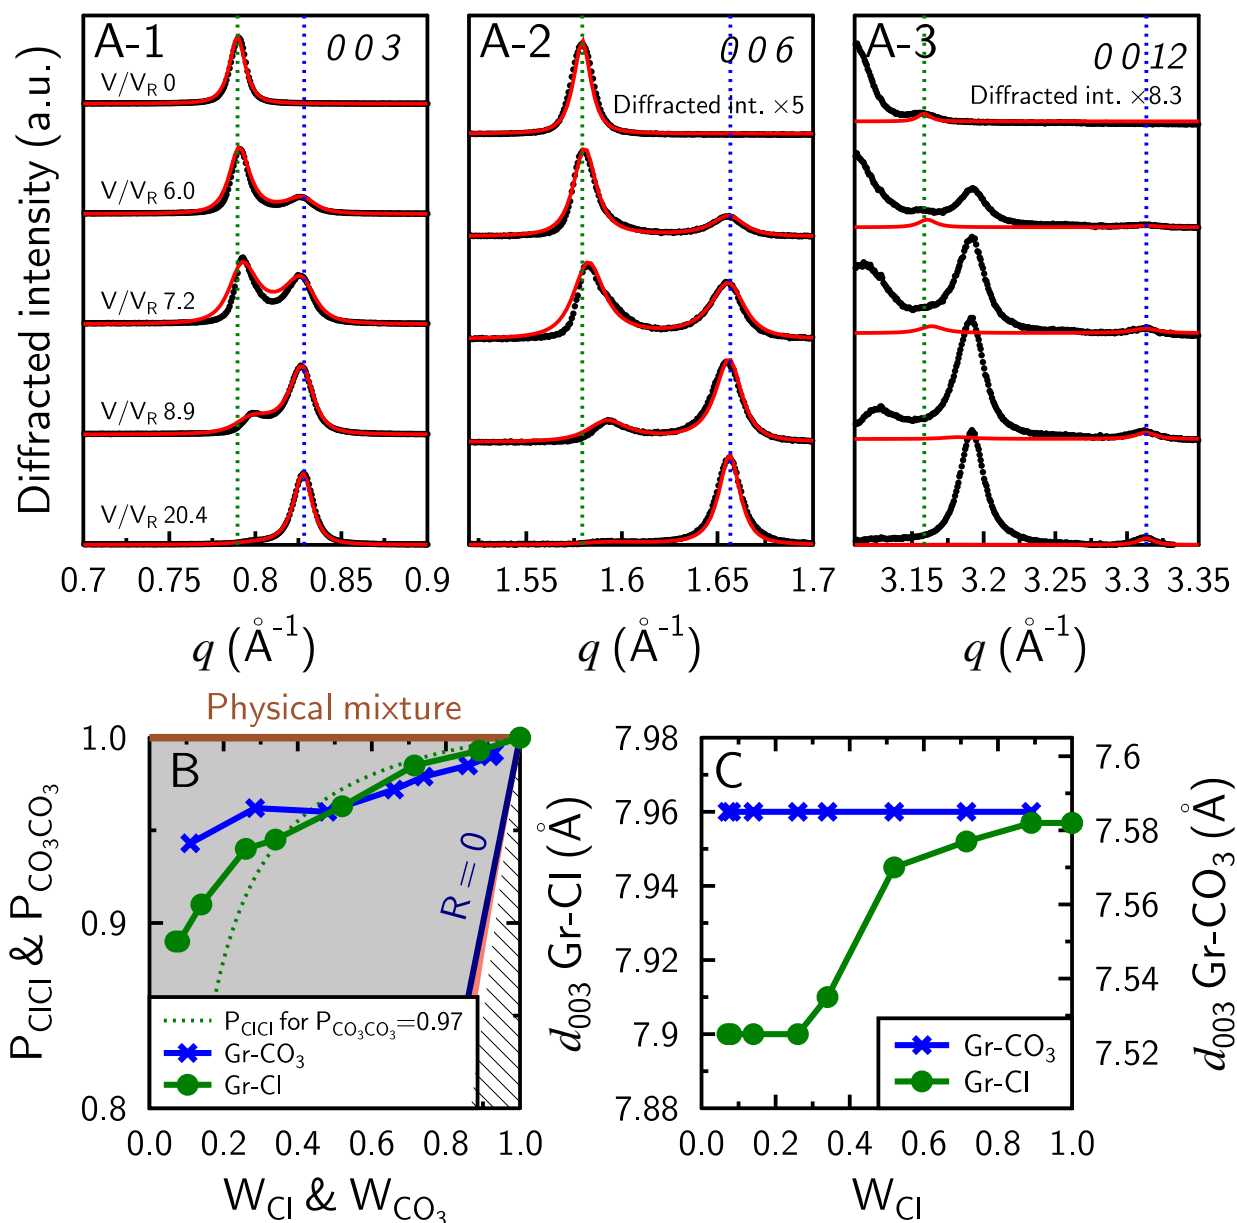 Diffracted intensity (a.u.)
A-1
0 0 3
V/V_R 0
V/V_R 6.0
V/V_R 7.2
V/V_R 8.9
V/V_R 20.4
0.7 0.75 0.8 0.85 0.9
q (Å-1)
A-2
0 0 6
Diffracted int. ×5
1.55 1.6 1.65 1.7
q (Å-1)
A-3
0 0 12
Diffracted int. ×8.3
3.15 3.2 3.25 3.3 3.35
q (Å-1)
Physical mixture
B
R = 0
P_ClCl & P_CO3CO3
1.0
0.9
0.8
P_ClCl for P_CO3CO3=0.97
Gr-CO3
Gr-Cl
0.0 0.2 0.4 0.6 0.8 1.0
W_Cl & W_CO3
C
d003 Gr-Cl (Å)
7.98
7.96
7.94
7.92
7.9
7.88
Gr-CO3
Gr-Cl
0.0 0.2 0.4 0.6 0.8 1.0
W_Cl
7.6
7.58
7.56
7.54
7.52
d003 Gr-CO3 (Å)